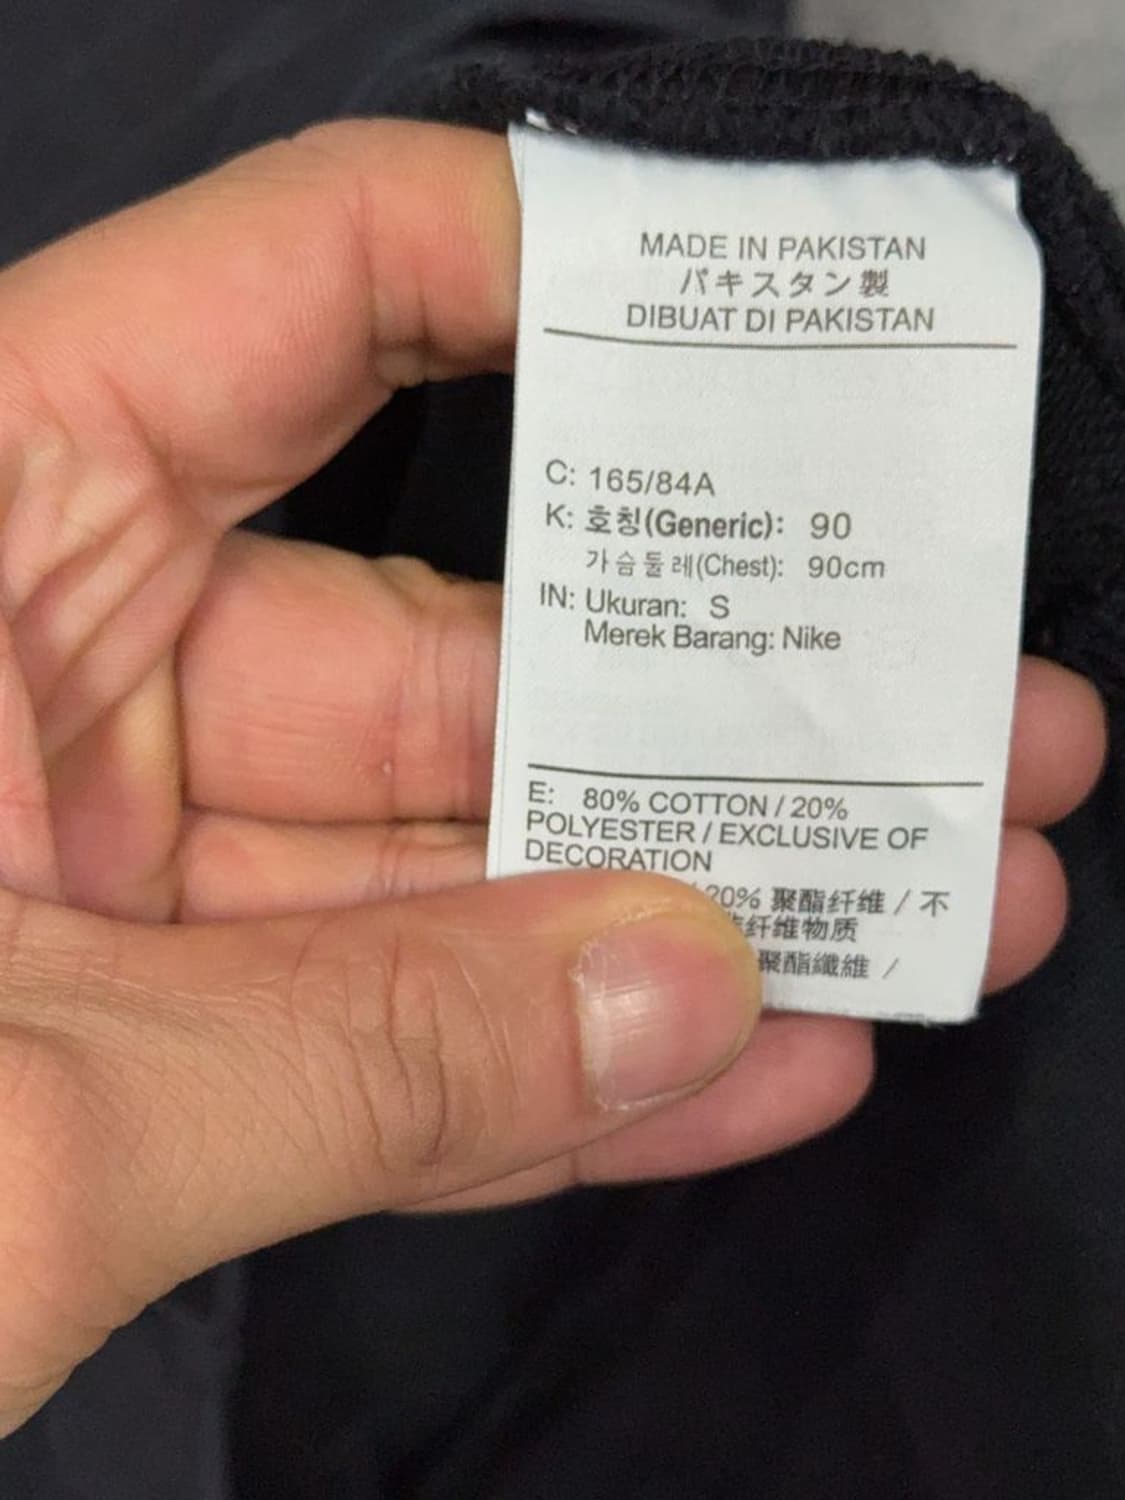 MADE IN PAKISTAN
パキスタン製
DIBUAT DI PAKISTAN
C: 165/84A
K: 호칭(Generic): 90
가슴둘레(Chest): 90cm
IN: Ukuran: S
Merek Barang: Nike
E: 80% COTTON / 20%
POLYESTER / EXCLUSIVE OF
DECORATION
/ 20% 聚酯纤维 / 不
纤维物质
聚酯纖維 /